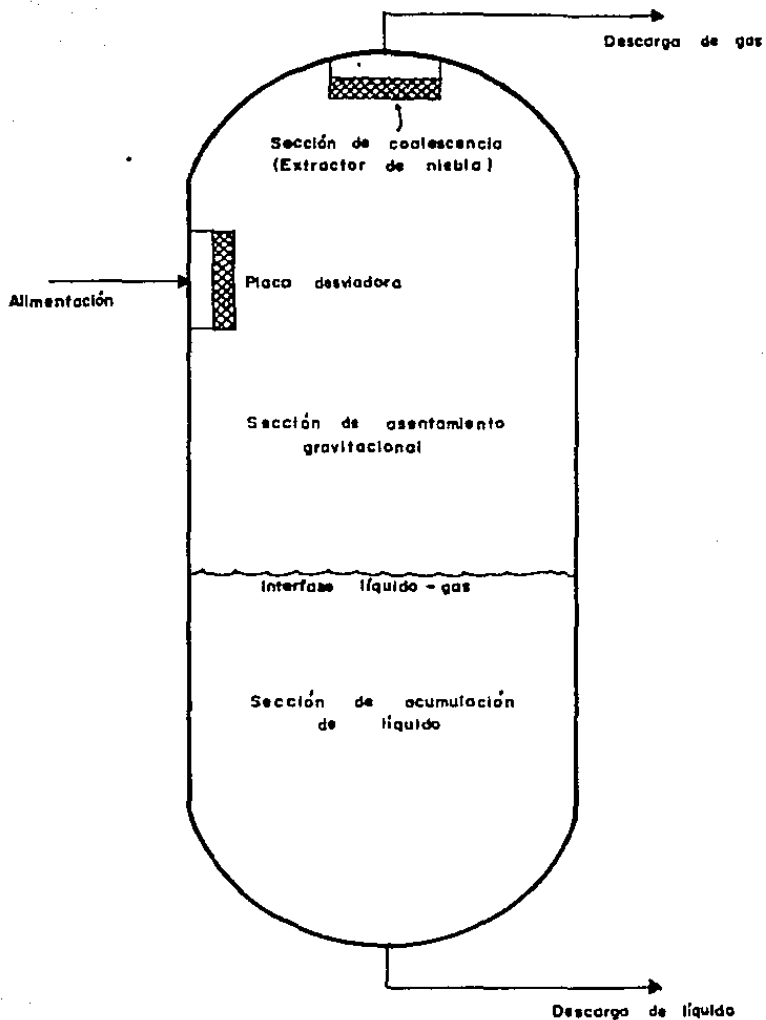 Descarga de gas
Sección de coalescencia
(Extractor de niebla)
Placa desviadora
Alimentación
Sección de asentamiento
gravitacional
Interfase líquido - gas
Sección de acumulación
de líquido
Descarga de líquido